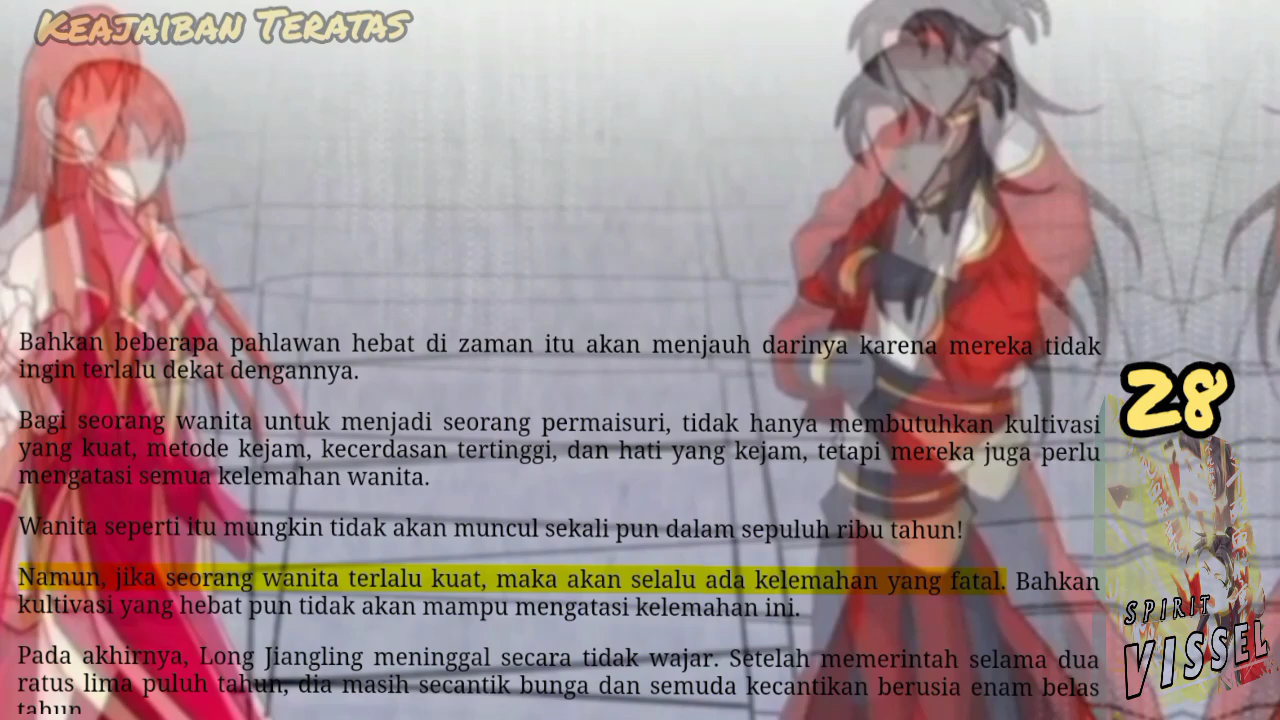 KEAJAIBAN TERATAS
Bahkan beberapa pahlawan hebat di zaman itu akan menjauh darinya karena mereka tidak
ingin terlalu dekat dengannya.
Bagi seorang wanita untuk menjadi seorang permaisuri, tidak hanya membutuhkan kultivasi
yang kuat, metode kejam, kecerdasan tertinggi, dan hati yang kejam, tetapi mereka juga perlu
mengatasi semua kelemahan wanita.
Wanita seperti itu mungkin tidak akan muncul sekali pun dalam sepuluh ribu tahun!
Namun, jika seorang wanita terlalu kuat, maka akan selalu ada kelemahan yang fatal. Bahkan
kultivasi yang hebat pun tidak akan mampu mengatasi kelemahan ini.
Pada akhirnya, Long Jiangling meninggal secara tidak wajar. Setelah memerintah selama dua
ratus lima puluh tahun, dia masih secantik bunga dan semuda kecantikan berusia enam belas
tahun
28
SPIRIT
VISSEL